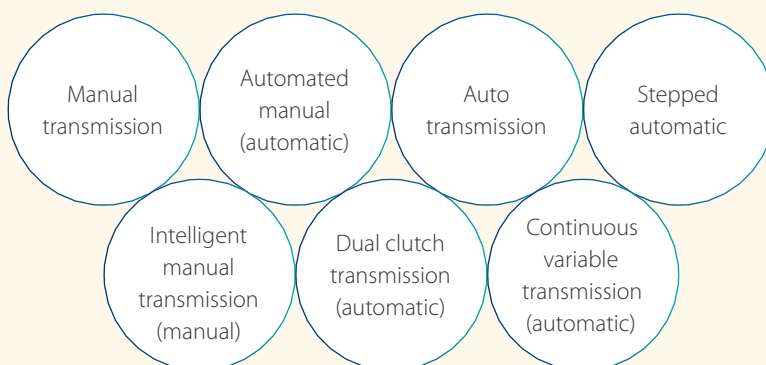 Manual
transmission
Automated
manual
(automatic)
Auto
transmission
Stepped
automatic
Intelligent
manual
transmission
(manual)
Dual clutch
transmission
(automatic)
Continuous
variable
transmission
(automatic)